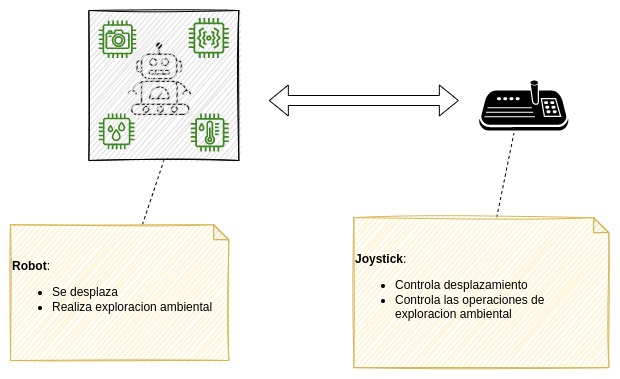 Robot:
Se desplaza
Realiza exploracion ambiental
Joystick:
Controla desplazamiento
Controla las operaciones de
exploracion ambiental